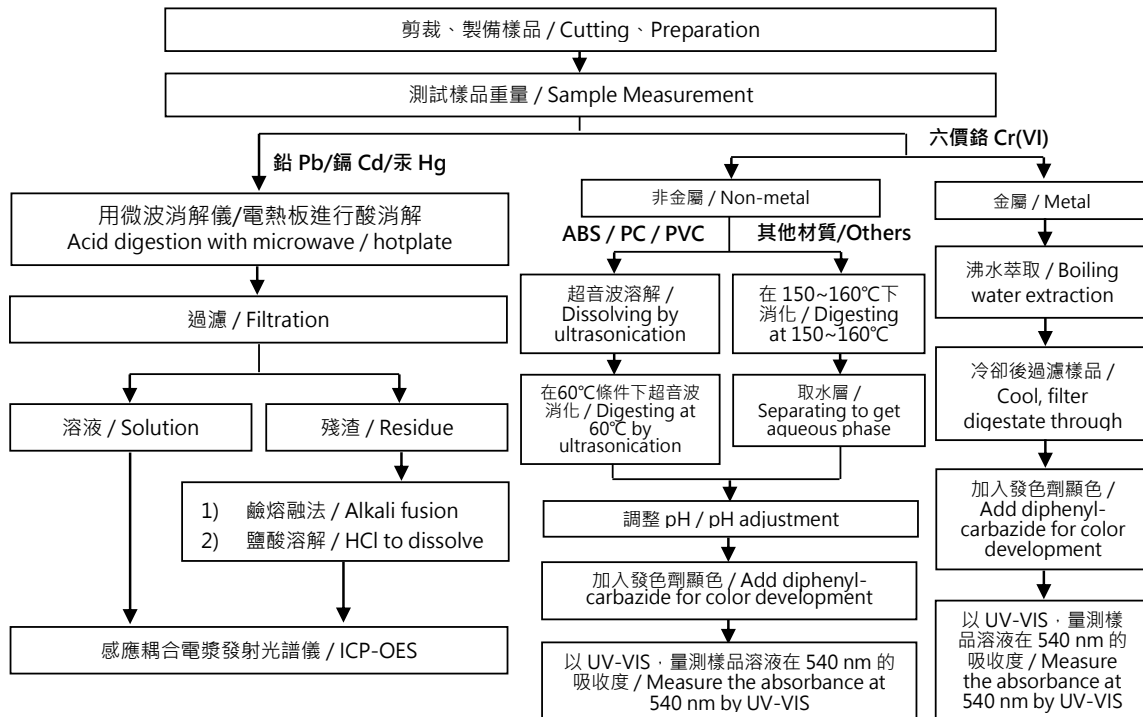 剪裁、製備樣品 / Cutting、Preparation
測試樣品重量 / Sample Measurement
鉛 Pb/鎘 Cd/汞 Hg
六價鉻 Cr(VI)
用微波消解儀/電熱板進行酸消解
Acid digestion with microwave / hotplate
過濾 / Filtration
溶液 / Solution
殘渣 / Residue
1) 鹼熔融法 / Alkali fusion
2) 鹽酸溶解 / HCl to dissolve
感應耦合電漿發射光譜儀 / ICP-OES
非金屬 / Non-metal
ABS / PC / PVC
其他材質/Others
超音波溶解 /
Dissolving by
ultrasonication
在 150~160℃下
消化 / Digesting
at 150~160℃
在60℃條件下超音波
消化 / Digesting at
60℃ by
ultrasonication
取水層 /
Separating to get
aqueous phase
調整 pH / pH adjustment
加入發色劑顯色 / Add diphenyl-
carbazide for color development
以 UV-VIS，量測樣品溶液在 540 nm 的
吸收度 / Measure the absorbance at
540 nm by UV-VIS
金屬 / Metal
沸水萃取 / Boiling
water extraction
冷卻後過濾樣品 /
Cool, filter
digestate through
加入發色劑顯色 /
Add diphenyl-
carbazide for color
development
以 UV-VIS，量測樣
品溶液在 540 nm 的
吸收度 / Measure
the absorbance at
540 nm by UV-VIS